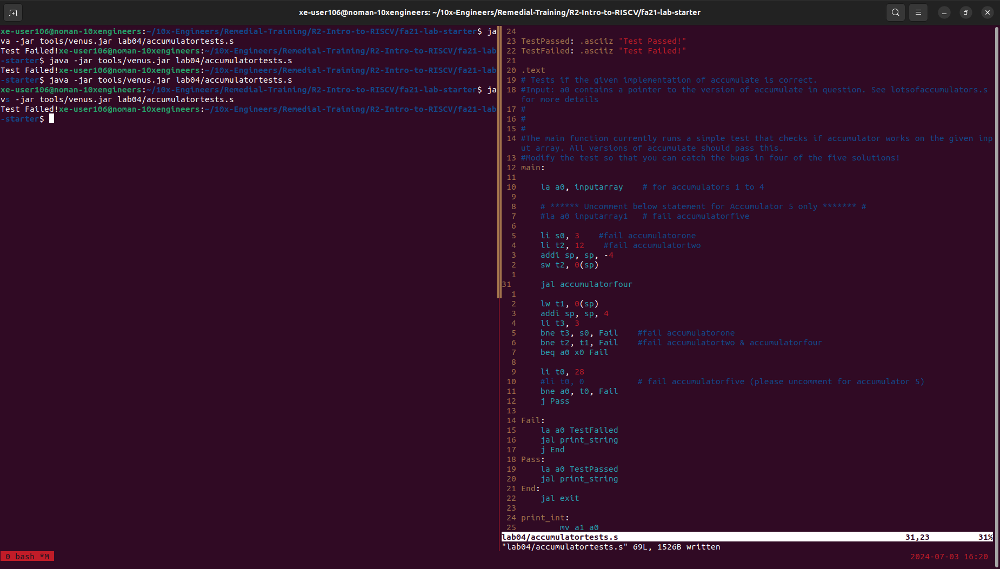 xe-user106@noman-10xengineers: ~/10x-Engineers/Remedial-Training/R2-Intro-to-RISCV/fa21-lab-starter
xe-user106@noman-10xengineers:~/10x-Engineers/Remedial-Training/R2-Intro-to-RISCV/fa21-lab-starter$ ja
va -jar tools/venus.jar lab04/accumulatortests.s
Test Failed!xe-user106@noman-10xengineers:~/10x-Engineers/Remedial-Training/R2-Intro-to-RISCV/fa21-lab
-starter$ java -jar tools/venus.jar lab04/accumulatortests.s
Test Failed!xe-user106@noman-10xengineers:~/10x-Engineers/Remedial-Training/R2-Intro-to-RISCV/fa21-lab
-starter$ java -jar tools/venus.jar lab04/accumulatortests.s
xe-user106@noman-10xengineers:~/10x-Engineers/Remedial-Training/R2-Intro-to-RISCV/fa21-lab-starter$ ja
vs -jar tools/venus.jar lab04/accumulatortests.s
Test Failed!xe-user106@noman-10xengineers:~/10x-Engineers/Remedial-Training/R2-Intro-to-RISCV/fa21-lab
-starter$
24
23 TestPassed: .asciiz "Test Passed!"
22 TestFailed: .asciiz "Test Failed!"
21
20 .text
19 # Tests if the given implementation of accumulate is correct.
18 #Input: a0 contains a pointer to the version of accumulate in question. See lotsofaccumulators.s
for more details
17 #
16 #
15 #
14 #The main function currently runs a simple test that checks if accumulator works on the given inp
ut array. All versions of accumulate should pass this.
13 #Modify the test so that you can catch the bugs in four of the five solutions!
12 main:
11
10     la a0, inputarray    # for accumulators 1 to 4
9
8     # ****** Uncomment below statement for Accumulator 5 only ******* #
7     #la a0 inputarray1   # fail accumulatorfive
6
5     li s0, 3    #fail accumulatorone
4     li t2, 12    #fail accumulatortwo
3     addi sp, sp, -4
2     sw t2, 0(sp)
1
31     jal accumulatorfour
1
2     lw t1, 0(sp)
3     addi sp, sp, 4
4     li t3, 3
5     bne t3, s0, Fail    #fail accumulatorone
6     bne t2, t1, Fail    #fail accumulatortwo & accumulatorfour
7     beq a0 x0 Fail
8
9     li t0, 28
10     #li t0, 0           # fail accumulatorfive (please uncomment for accumulator 5)
11     bne a0, t0, Fail
12     j Pass
13
14 Fail:
15     la a0 TestFailed
16     jal print_string
17     j End
18 Pass:
19     la a0 TestPassed
20     jal print_string
21 End:
22     jal exit
23
24 print_int:
25         mv a1 a0
lab04/accumulatortests.s 31,23 31%
"lab04/accumulatortests.s" 69L, 1526B written
0 bash *M 2024-07-03 16:20